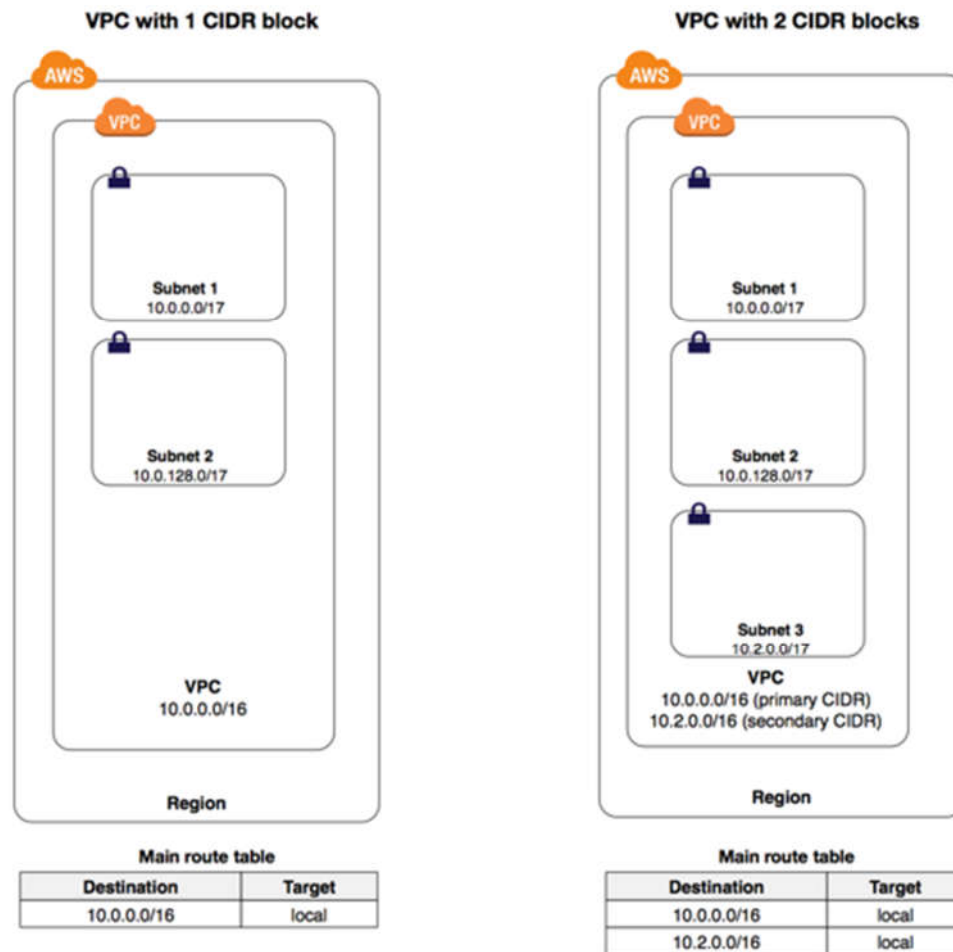 VPC with 1 CIDR block
AWS
VPC
Subnet 1
10.0.0.0/17
Subnet 2
10.0.128.0/17
VPC
10.0.0.0/16
Region
Main route table
Destination Target
10.0.0.0/16 local
VPC with 2 CIDR blocks
AWS
VPC
Subnet 1
10.0.0.0/17
Subnet 2
10.0.128.0/17
Subnet 3
10.2.0.0/17
VPC
10.0.0.0/16 (primary CIDR)
10.2.0.0/16 (secondary CIDR)
Region
Main route table
Destination Target
10.0.0.0/16 local
10.2.0.0/16 local